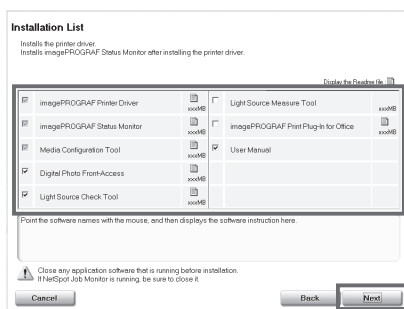 Installation List
Installs the printer driver.
Installs imagePROGRAF Status Monitor after installing the printer driver.
Display the Readme file
imagePROGRAF Printer Driver
xxxMB
Light Source Measure Tool
xxxMB
imagePROGRAF Status Monitor
xxxMB
imagePROGRAF Print Plug-In for Office
xxxMB
Media Configuration Tool
xxxMB
User Manual
Digital Photo Front-Access
xxxMB
Light Source Check Tool
xxxMB
Point the software names with the mouse, and then displays the software instruction here.
Close any application software that is running before installation.
If NetSpot Job Monitor is running, be sure to close it.
Cancel
Back
Next